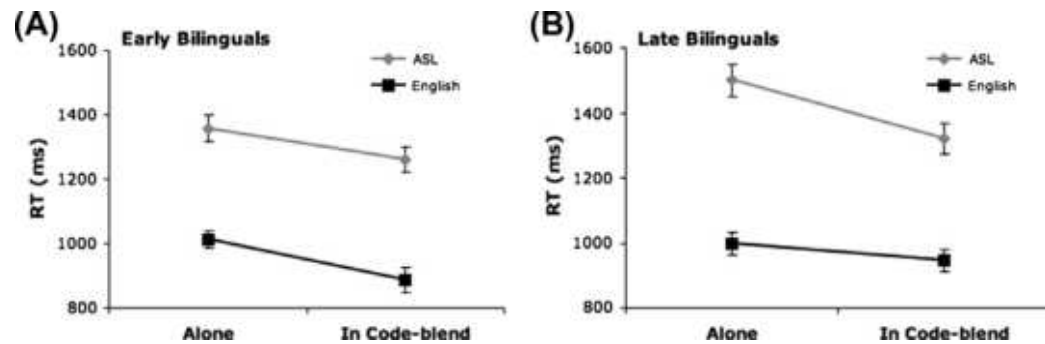 (A)
Early Bilinguals
1600
1400
1200
1000
800
RT (ms)
ASL
English
Alone
In Code-blend
(B)
Late Bilinguals
1600
1400
1200
1000
800
RT (ms)
ASL
English
Alone
In Code-blend